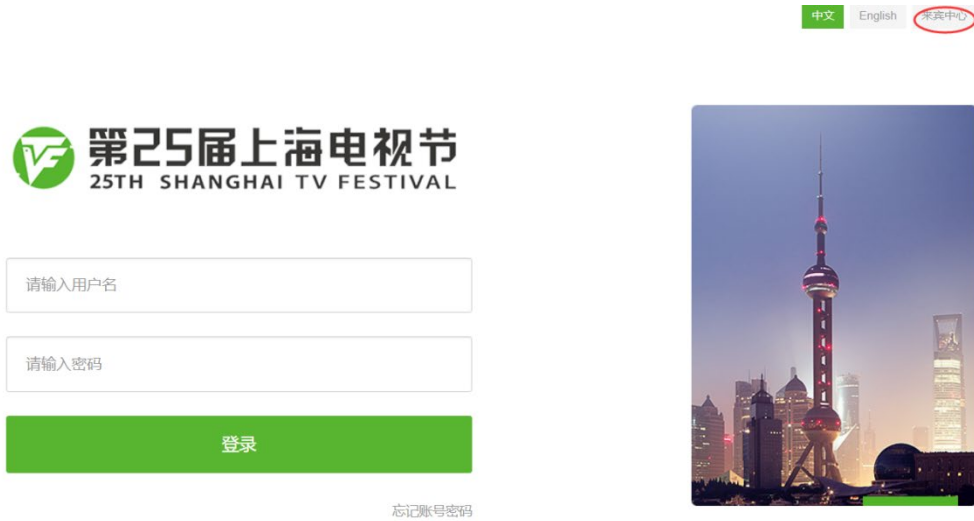 中文 English 来宾中心
第25届上海电视节
25TH SHANGHAI TV FESTIVAL
请输入用户名
请输入密码
登录
忘记账号密码